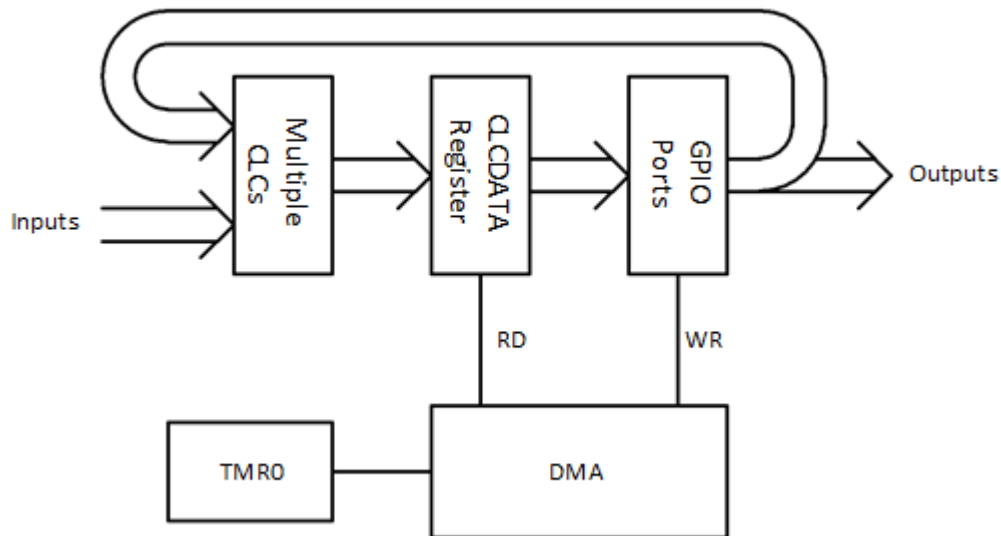 Multiple
CLCs
CLCDATA
Register
GPIO
Ports
Outputs
Inputs
RD
WR
TMR0
DMA